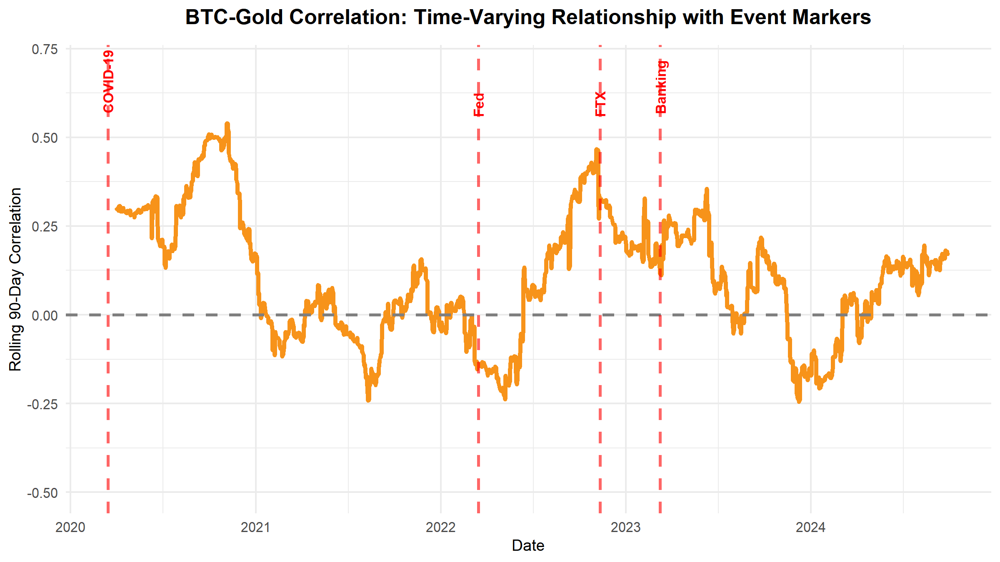 BTC-Gold Correlation: Time-Varying Relationship with Event Markers
Rolling 90-Day Correlation
0.75
0.50
0.25
0.00
-0.25
-0.50
COVID-19
Fed
FTX
Banking
2020
2021
2022
2023
2024
Date